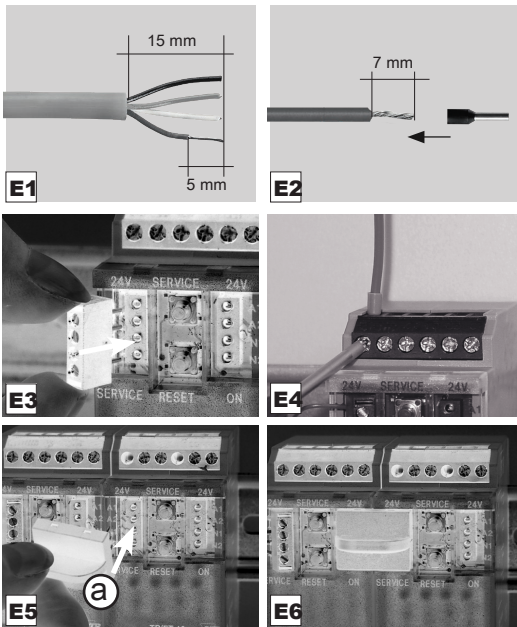 15 mm
5 mm
E1
7 mm
E2
24V SERVICE 24V
SERVICE RESET ON
E3
24V SERVICE 24V
E4
SERVICE 24V 24V SERVICE 24V
SERVICE RESET ON
a
E5
24V SERVICE 24V SERVICE 24V
SERVICE RESET ON SERVICE RESET ON
E6